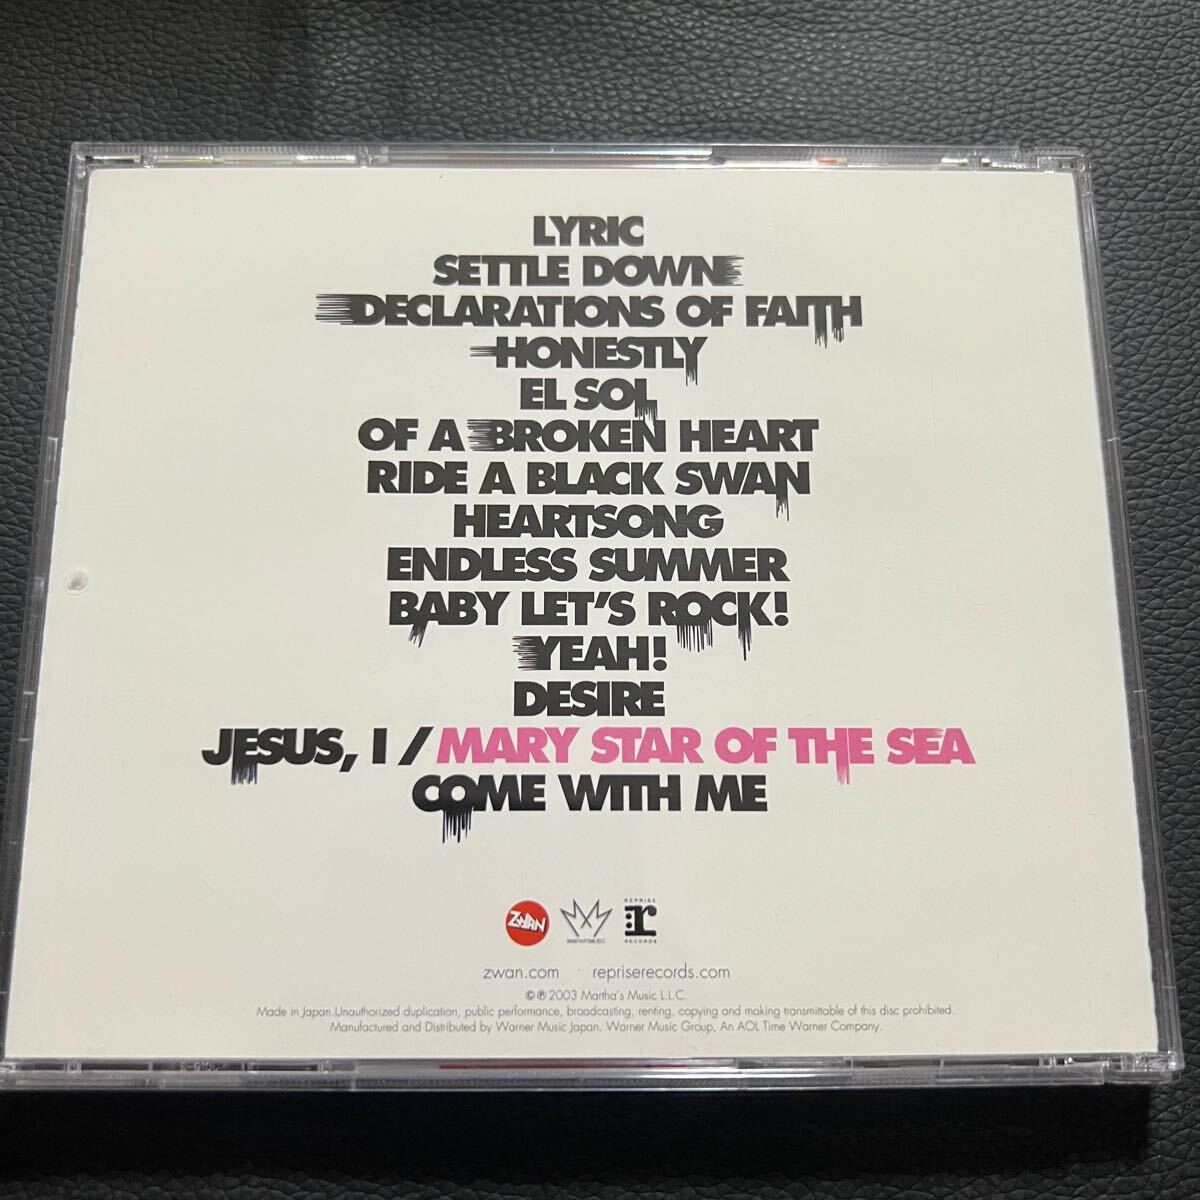 LYRIC
SETTLE DOWN
DECLARATIONS OF FAITH
HONESTLY
EL SOL
OF A BROKEN HEART
RIDE A BLACK SWAN
HEARTSONG
ENDLESS SUMMER
BABY LET'S ROCK!
YEAH!
DESIRE
JESUS, I / MARY STAR OF THE SEA
COME WITH ME
ZWAN
REPRISE
r
RECORDS
zwan.com · repriserecords.com
©℗ 2003 Martha's Music L.L.C.
Made in Japan.Unauthorized duplication, public performance, broadcasting, renting, copying and making transmittable of this disc prohibited.
Manufactured and Distributed by Warner Music Japan. Warner Music Group, An AOL Time Warner Company.